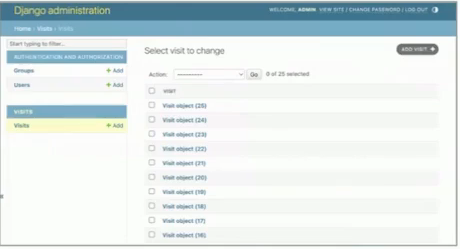 Django administration
WELCOME, ADMIN VIEW SITE / CHANGE PASSWORD / LOG OUT
Home › Visits › Visits
Start typing to filter...
AUTHENTICATION AND AUTHORIZATION
Groups + Add
Users + Add
VISITS
Visits + Add
Select visit to change
ADD VISIT +
Action: --------- Go 0 of 25 selected
VISIT
Visit object (25)
Visit object (24)
Visit object (23)
Visit object (22)
Visit object (21)
Visit object (20)
Visit object (19)
Visit object (18)
Visit object (17)
Visit object (16)